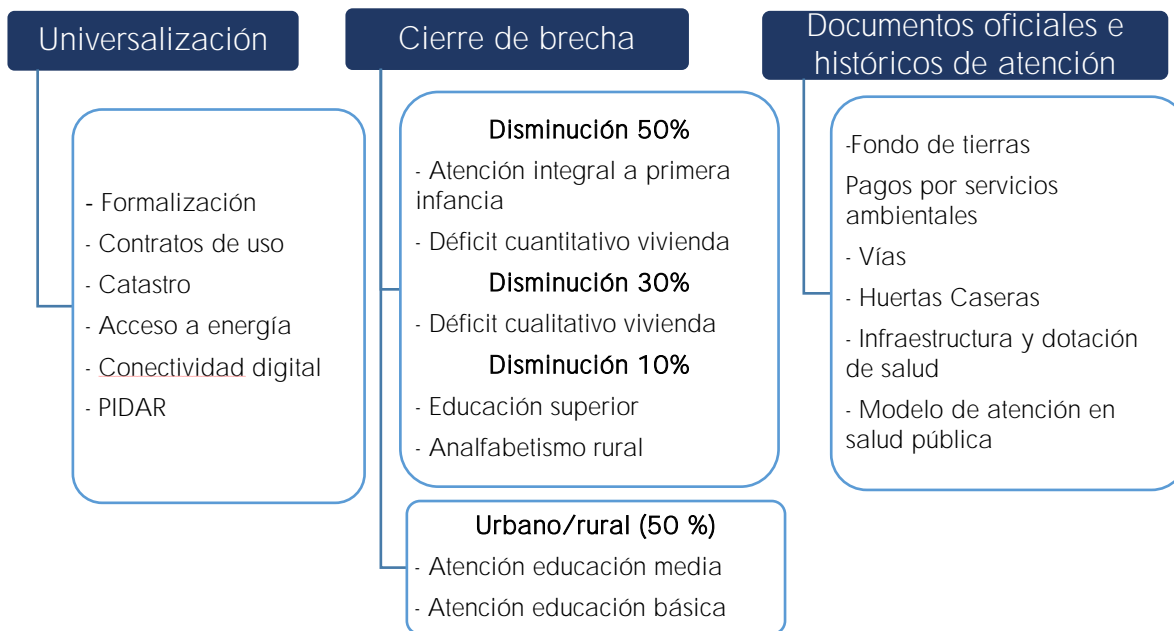 Universalización
- Formalización
- Contratos de uso
- Catastro
- Acceso a energía
- Conectividad digital
- PIDAR
Cierre de brecha
Disminución 50%
- Atención integral a primera
infancia
- Déficit cuantitativo vivienda
Disminución 30%
- Déficit cualitativo vivienda
Disminución 10%
- Educación superior
- Analfabetismo rural
Urbano/rural (50 %)
- Atención educación media
- Atención educación básica
Documentos oficiales e
históricos de atención
-Fondo de tierras
Pagos por servicios
ambientales
- Vías
- Huertas Caseras
- Infraestructura y dotación
de salud
- Modelo de atención en
salud pública